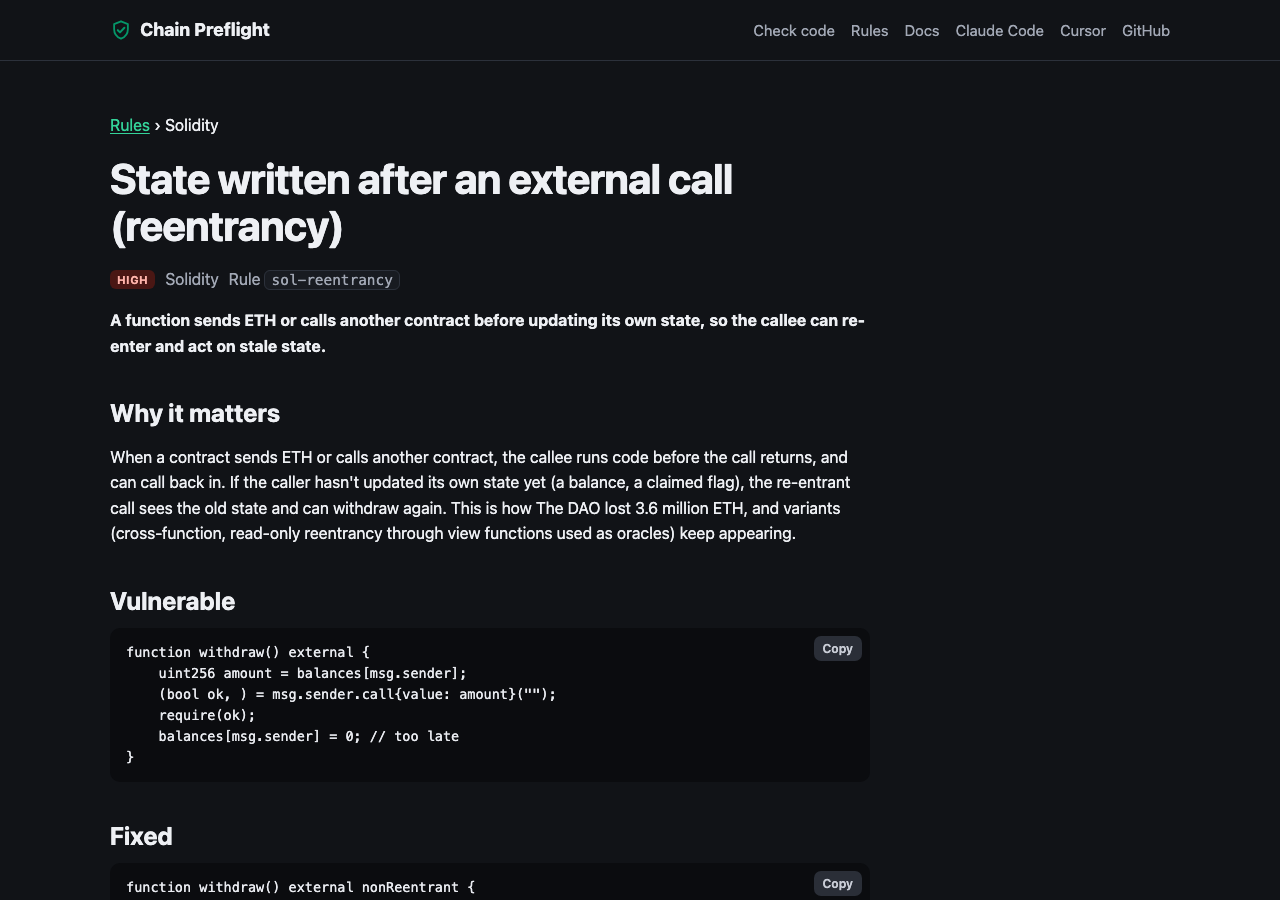 Chain Preflight
Check code Rules Docs Claude Code Cursor GitHub
Rules › Solidity
State written after an external call
(reentrancy)
HIGH Solidity Rule sol-reentrancy
A function sends ETH or calls another contract before updating its own state, so the callee can re-
enter and act on stale state.
Why it matters
When a contract sends ETH or calls another contract, the callee runs code before the call returns, and
can call back in. If the caller hasn't updated its own state yet (a balance, a claimed flag), the re-entrant
call sees the old state and can withdraw again. This is how The DAO lost 3.6 million ETH, and variants
(cross-function, read-only reentrancy through view functions used as oracles) keep appearing.
Vulnerable
Copy
function withdraw() external {
    uint256 amount = balances[msg.sender];
    (bool ok, ) = msg.sender.call{value: amount}("");
    require(ok);
    balances[msg.sender] = 0; // too late
}
Fixed
Copy
function withdraw() external nonReentrant {